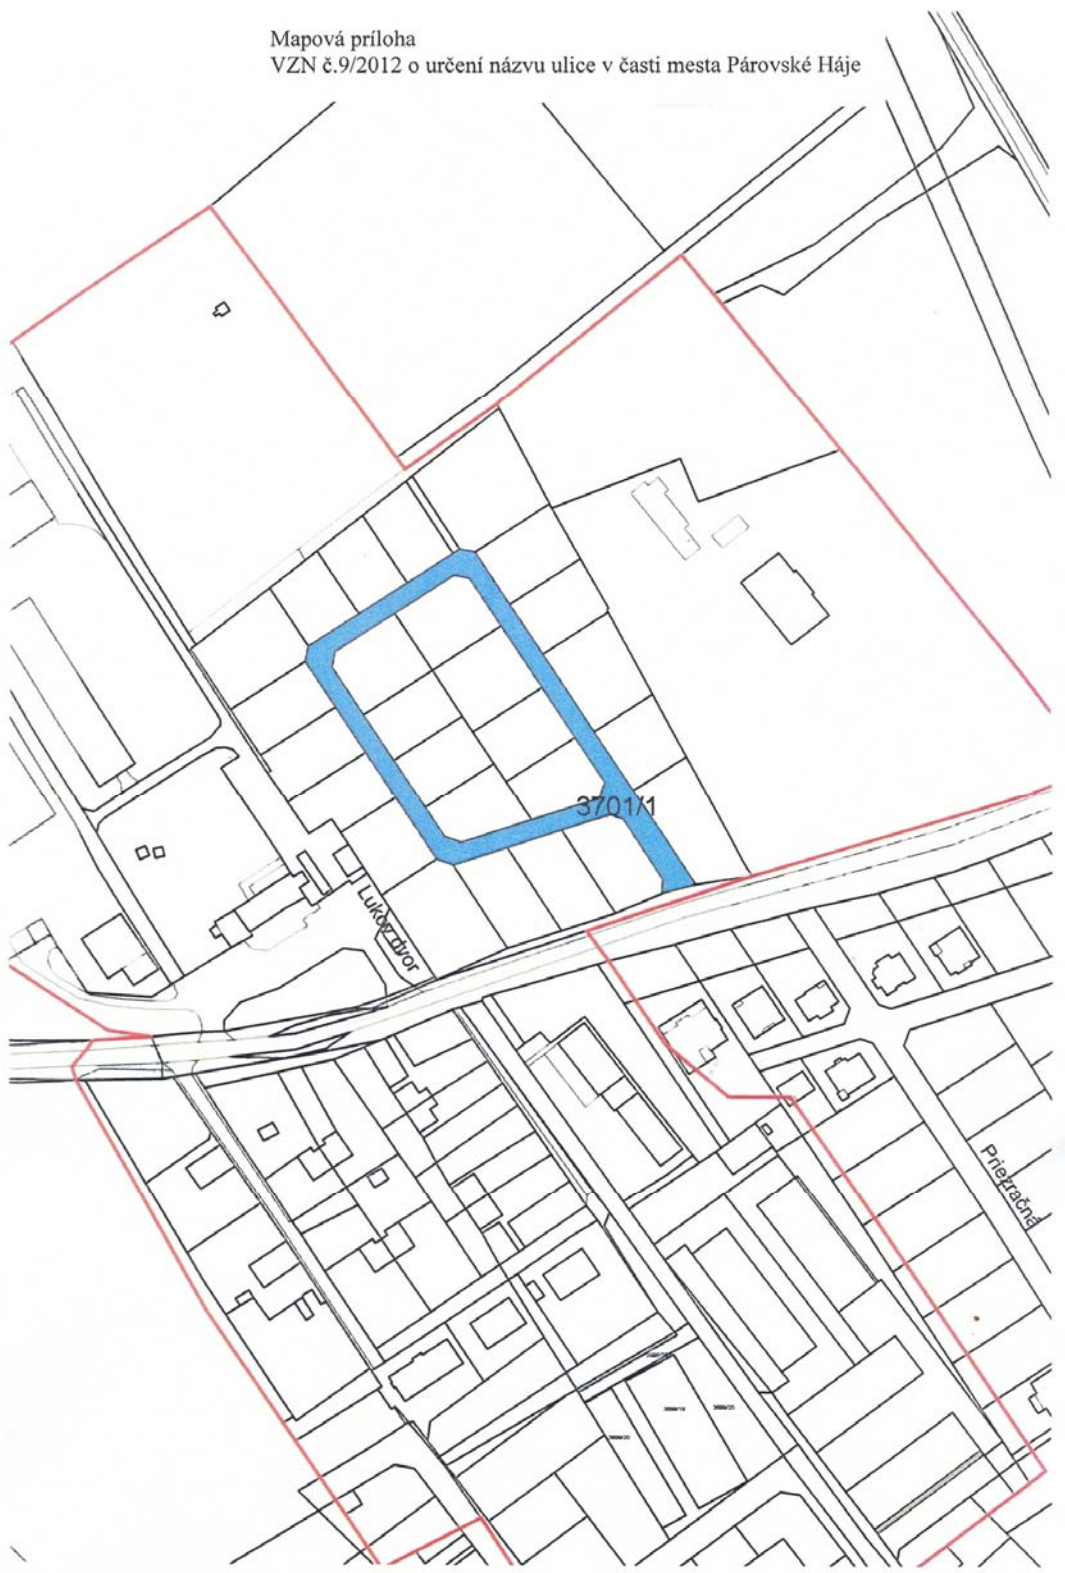 Mapová príloha
VZN č.9/2012 o určení názvu ulice v časti mesta Párovské Háje
3701/1
Lukov dvor
Priezračná